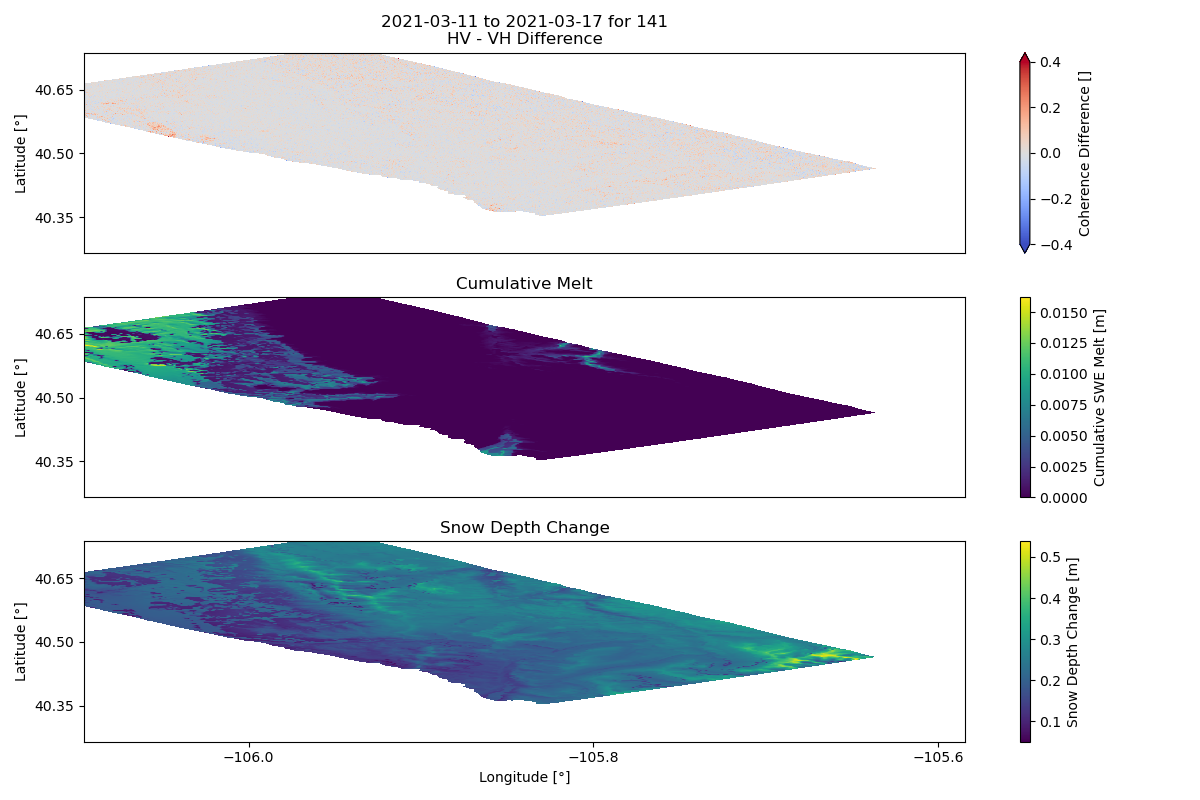 2021-03-11 to 2021-03-17 for 141
HV - VH Difference
40.65
40.50
40.35
Latitude [°]
0.4
0.2
0.0
−0.2
−0.4
Coherence Difference []
Cumulative Melt
40.65
40.50
40.35
Latitude [°]
0.0150
0.0125
0.0100
0.0075
0.0050
0.0025
0.0000
Cumulative SWE Melt [m]
Snow Depth Change
40.65
40.50
40.35
Latitude [°]
0.5
0.4
0.3
0.2
0.1
Snow Depth Change [m]
−106.0 −105.8 −105.6
Longitude [°]